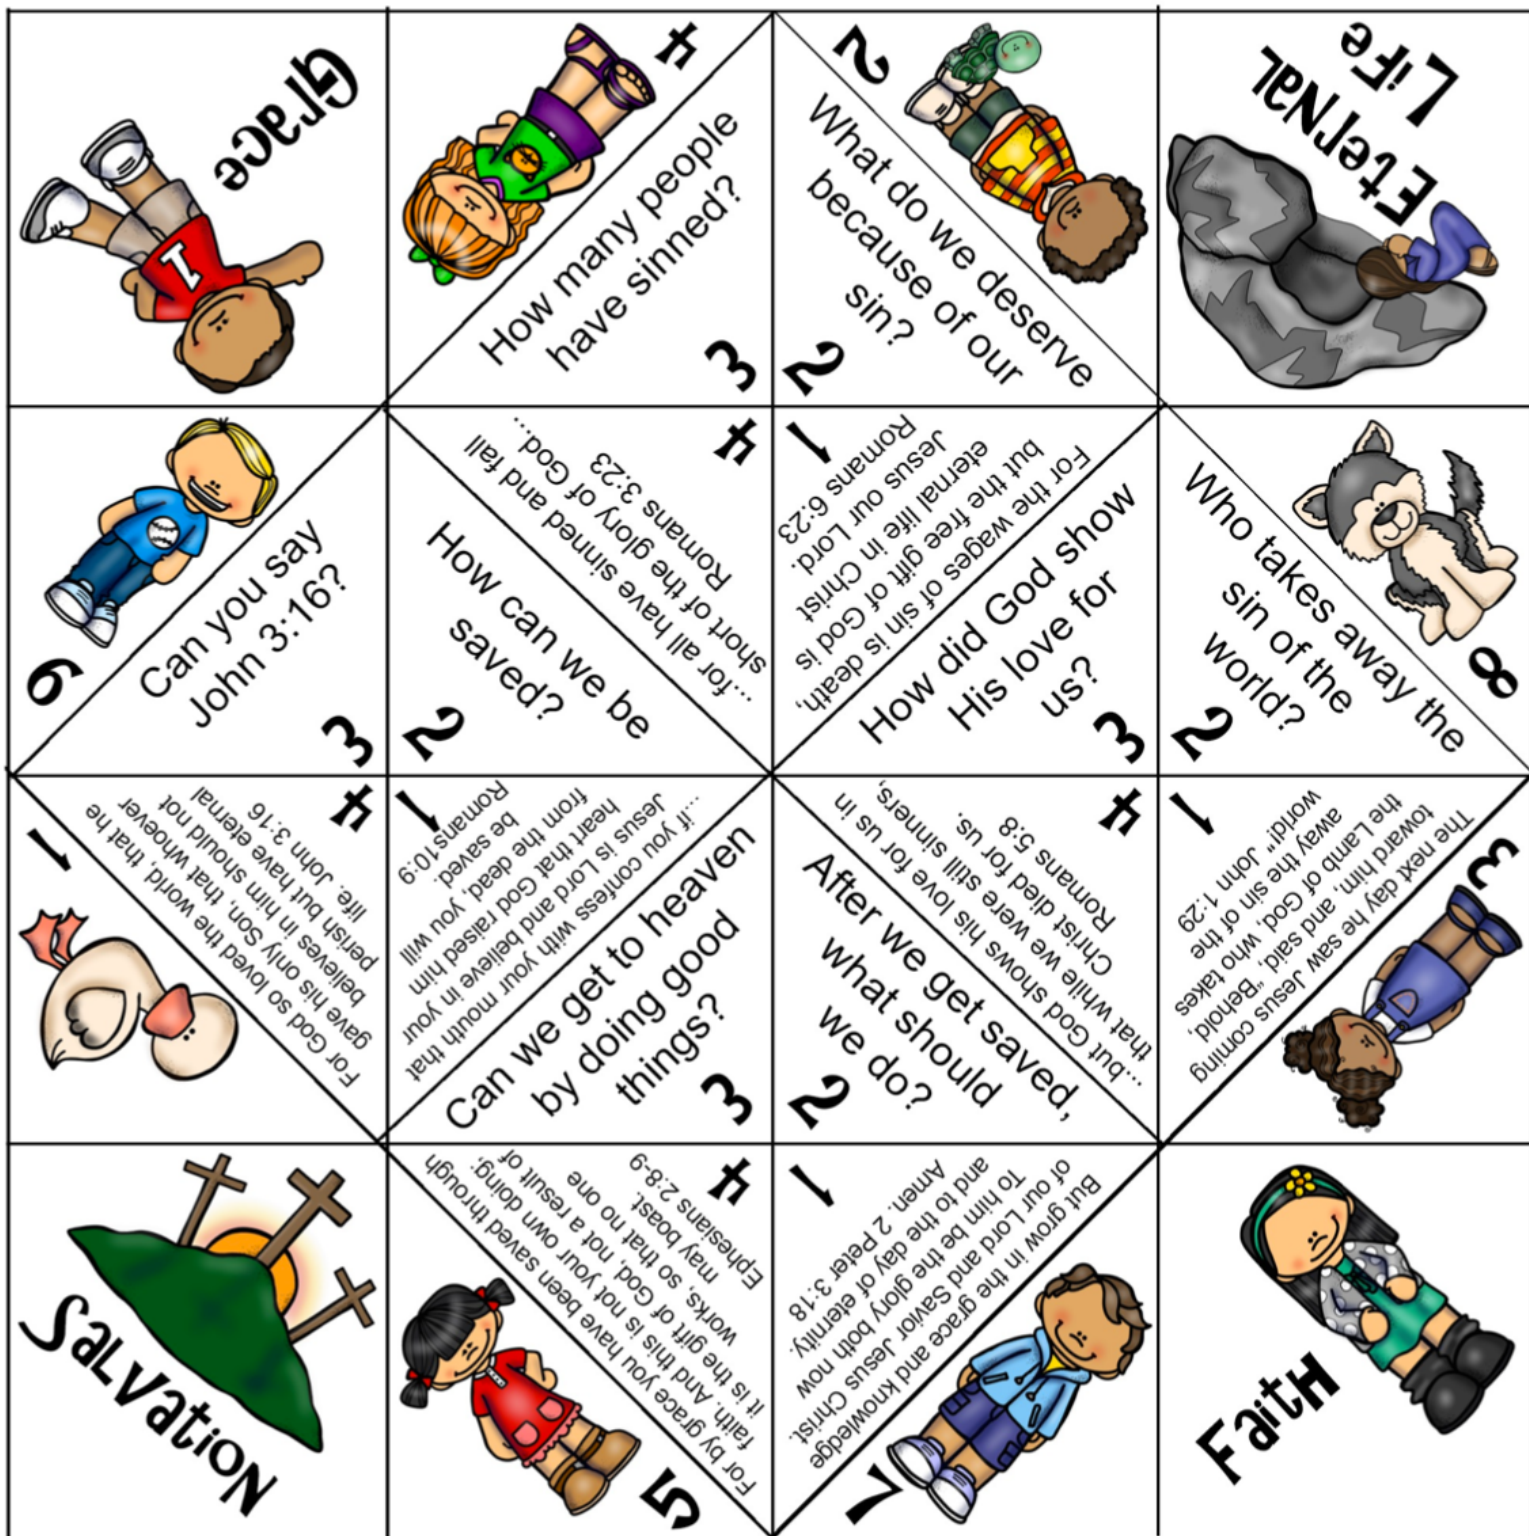 Grace
4
How many people
have sinned?
3
2
What do we deserve
because of our
sin?
2
Eternal
Life
6
Can you say
John 3:16?
3
4
...for all have sinned and fall
short of the glory of God...
Romans 3:23
How can we be
saved?
2
1
For the wages of sin is death,
but the free gift of God is
eternal life in Christ
Jesus our Lord.
Romans 6:23
How did God show
His love for
us?
3
Who takes away the
sin of the
world?
2
8
1
4
For God so loved the world, that he
gave his only Son, that whoever
believes in him should not
perish but have eternal
life. John 3:16
1
...if you confess with your mouth that
Jesus is Lord and believe in your
heart that God raised him
from the dead, you will
be saved.
Romans10:9
Can we get to heaven
by doing good
things?
3
4
...but God shows his love for us in
that while we were still sinners,
Christ died for us.
Romans 5:8
After we get saved,
what should
we do?
2
1
The next day he saw Jesus coming
toward him, and said, "Behold,
the Lamb of God, who takes
away the sin of the
world!" John 1:29
3
Salvation
4
For by grace you have been saved through
faith. And this is not your own doing;
it is the gift of God, not a result of
works, so that no one
may boast.
Ephesians 2:8-9
5
1
But grow in the grace and knowledge
of our Lord and Savior Jesus Christ.
To him be the glory both now
and to the day of eternity.
Amen. 2 Peter 3:18
7
Faith